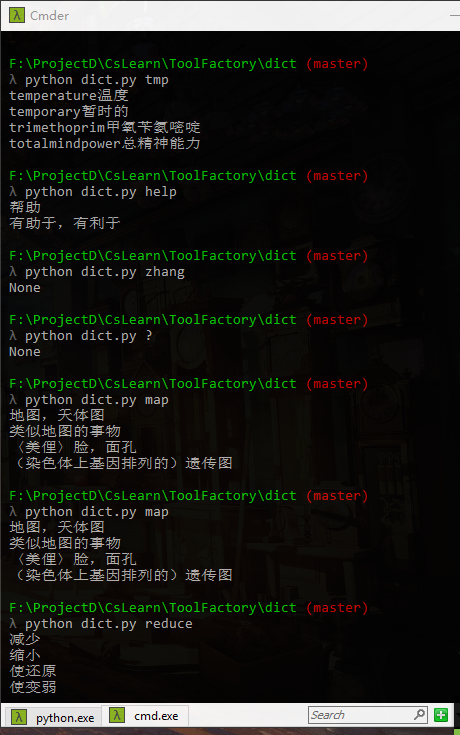 λ Cmder
F:\ProjectD\CsLearn\ToolFactory\dict (master)
λ python dict.py tmp
temperature温度
temporary暂时的
trimethoprim甲氧苄氨嘧啶
totalmindpower总精神能力
F:\ProjectD\CsLearn\ToolFactory\dict (master)
λ python dict.py help
帮助
有助于，有利于
F:\ProjectD\CsLearn\ToolFactory\dict (master)
λ python dict.py zhang
None
F:\ProjectD\CsLearn\ToolFactory\dict (master)
λ python dict.py ?
None
F:\ProjectD\CsLearn\ToolFactory\dict (master)
λ python dict.py map
地图，天体图
类似地图的事物
〈美俚〉脸，面孔
（染色体上基因排列的）遗传图
F:\ProjectD\CsLearn\ToolFactory\dict (master)
λ python dict.py map
地图，天体图
类似地图的事物
〈美俚〉脸，面孔
（染色体上基因排列的）遗传图
F:\ProjectD\CsLearn\ToolFactory\dict (master)
λ python dict.py reduce
减少
缩小
使还原
使变弱
λ python.exe λ cmd.exe Search